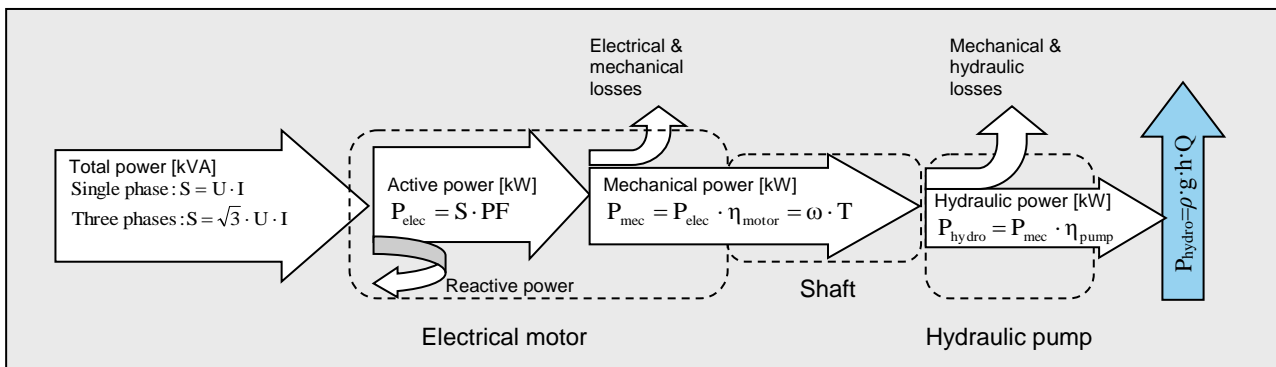 Electrical &
mechanical
losses
Mechanical &
hydraulic
losses
Total power [kVA]
Single phase : S = U · I
Three phases : S = √3 · U · I
Active power [kW]
P_elec = S · PF
Reactive power
Mechanical power [kW]
P_mec = P_elec · η_motor = ω · T
Hydraulic power [kW]
P_hydro = P_mec · η_pump
P_hydro=ρ·g·h·Q
Shaft
Electrical motor
Hydraulic pump